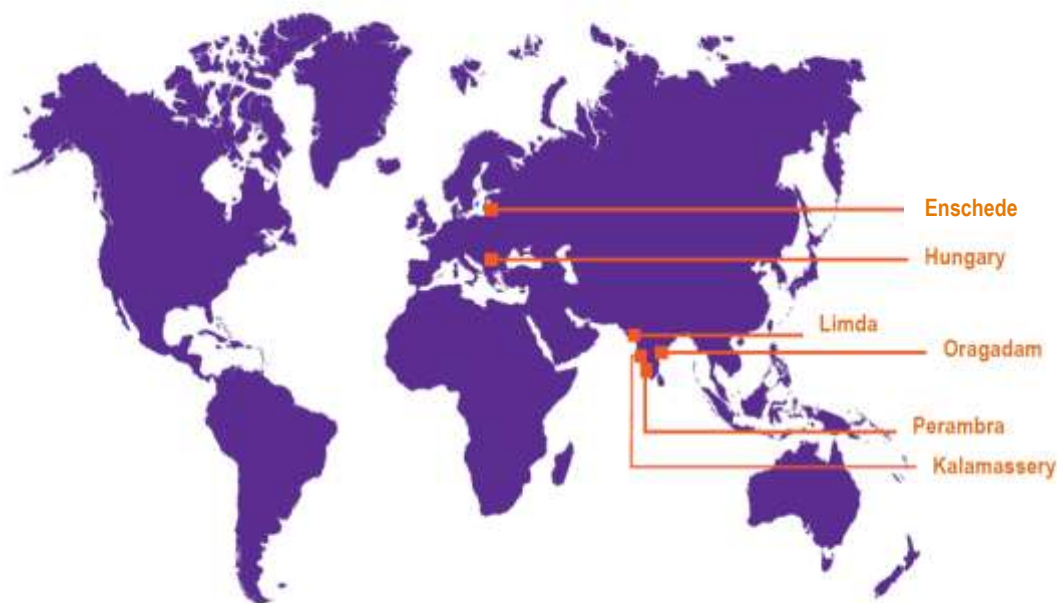 Enschede
Hungary
Limda
Oragadam
Perambra
Kalamassery